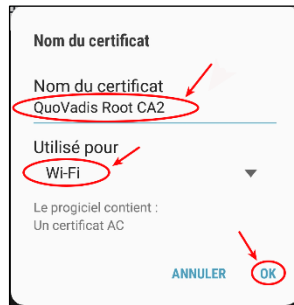 Nom du certificat
Nom du certificat
QuoVadis Root CA2
Utilisé pour
Wi-Fi
Le progiciel contient :
Un certificat AC
ANNULER OK